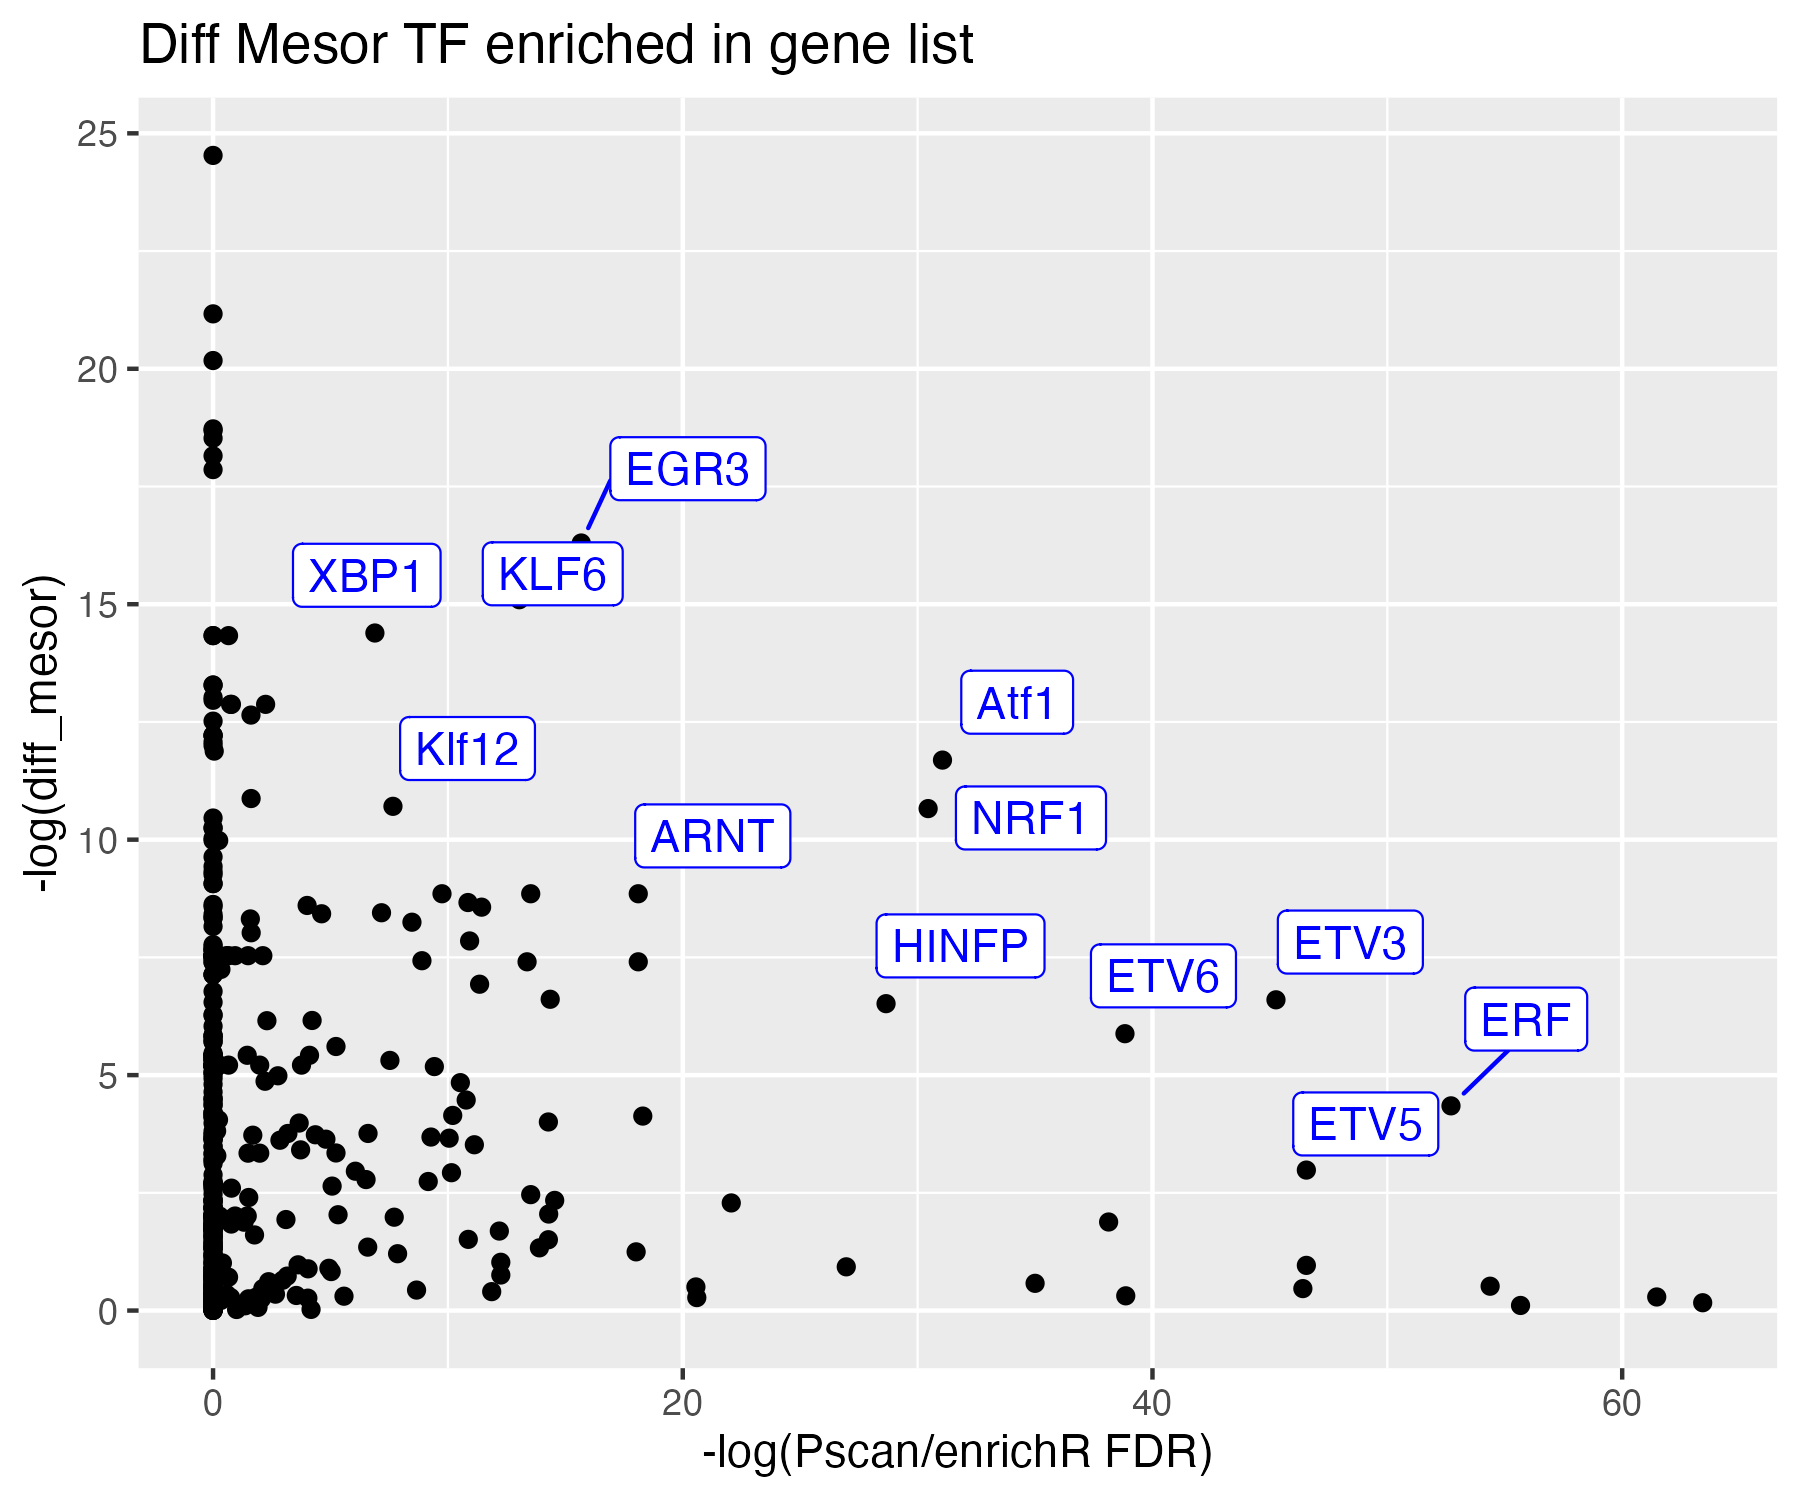 Diff Mesor TF enriched in gene list
25
20
15
10
5
0
-log(diff_mesor)
EGR3
XBP1
KLF6
Atf1
Klf12
NRF1
ARNT
HINFP
ETV3
ETV6
ERF
ETV5
0
20
40
60
-log(Pscan/enrichR FDR)